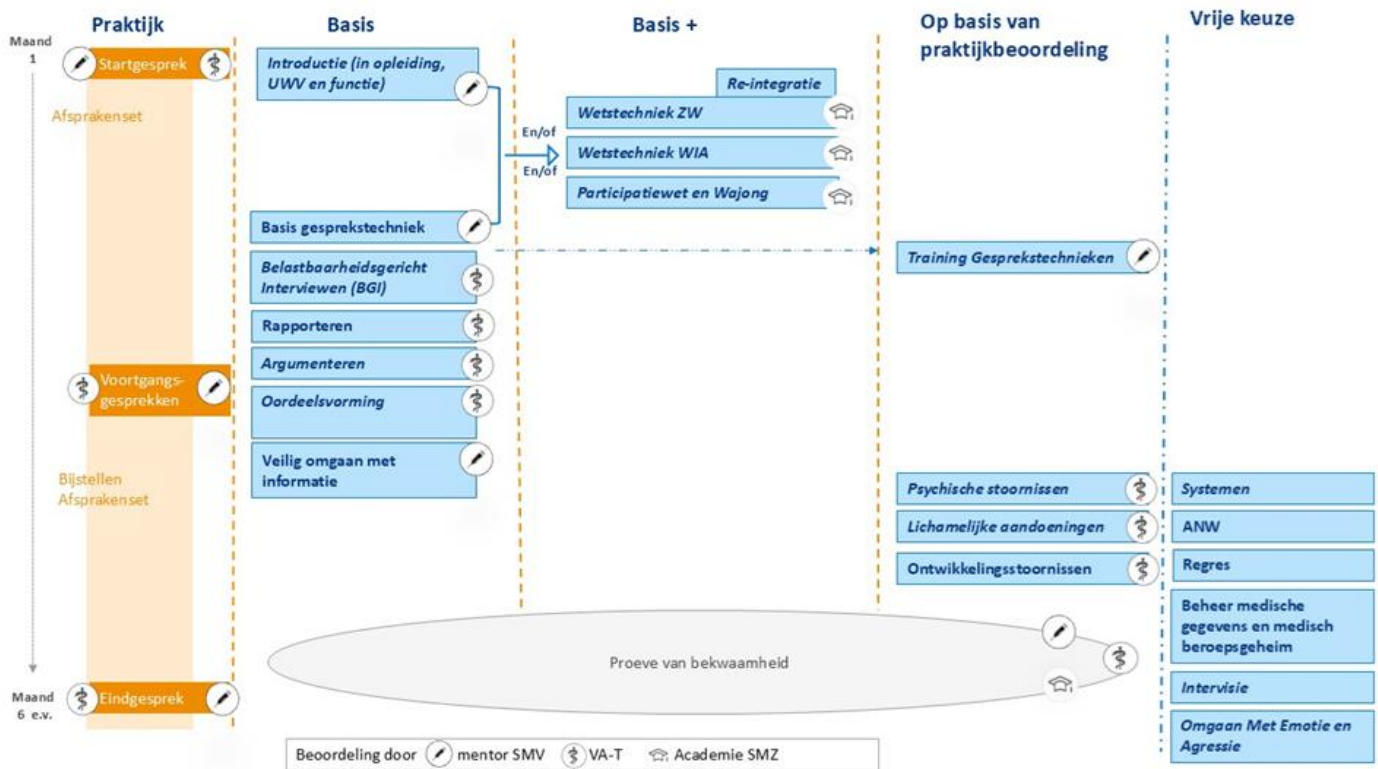 Praktijk
Basis
Basis +
Op basis van
praktijkbeoordeling
Vrije keuze
Maand
1
Startgesprek
Afsprakenset
Voortgangs-
gesprekken
Bijstellen
Afsprakenset
Maand
6 e.v.
Eindgesprek
Introductie (in opleiding,
UWV en functie)
Basis gesprekstechniek
Belastbaarheidsgericht
Interviewen (BGI)
Rapporteren
Argumenteren
Oordeelsvorming
Veilig omgaan met
informatie
En/of
En/of
Re-integratie
Wetstechniek ZW
Wetstechniek WIA
Participatiewet en Wajong
Training Gesprekstechnieken
Psychische stoornissen
Lichamelijke aandoeningen
Ontwikkelingsstoornissen
Systemen
ANW
Regres
Beheer medische
gegevens en medisch
beroepsgeheim
Intervisie
Omgaan Met Emotie en
Agressie
Proeve van bekwaamheid
Beoordeling door mentor SMV VA-T Academie SMZ